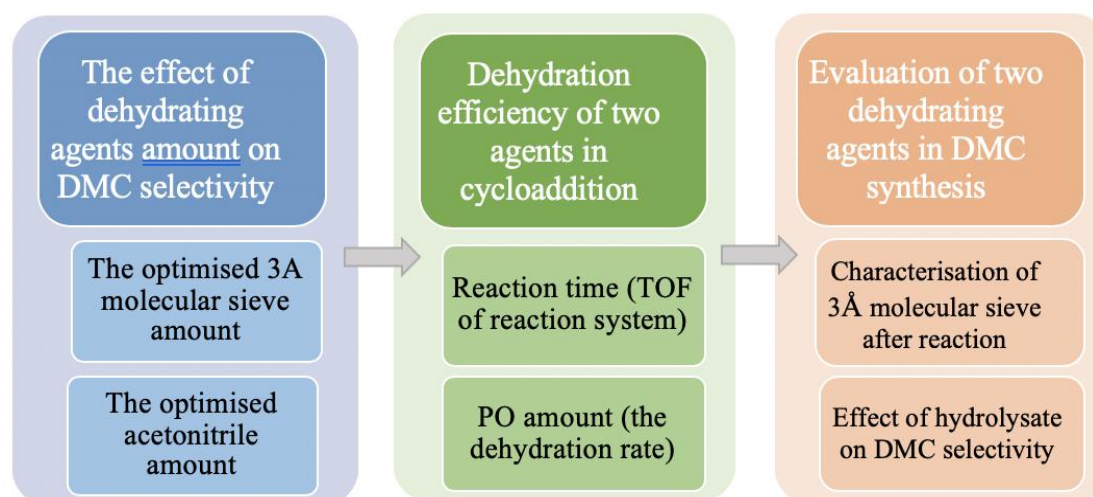 The effect of
dehydrating
agents amount on
DMC selectivity
The optimised 3A
molecular sieve
amount
The optimised
acetonitrile
amount
Dehydration
efficiency of two
agents in
cycloaddition
Reaction time (TOF
of reaction system)
PO amount (the
dehydration rate)
Evaluation of two
dehydrating
agents in DMC
synthesis
Characterisation of
3Å molecular sieve
after reaction
Effect of hydrolysate
on DMC selectivity